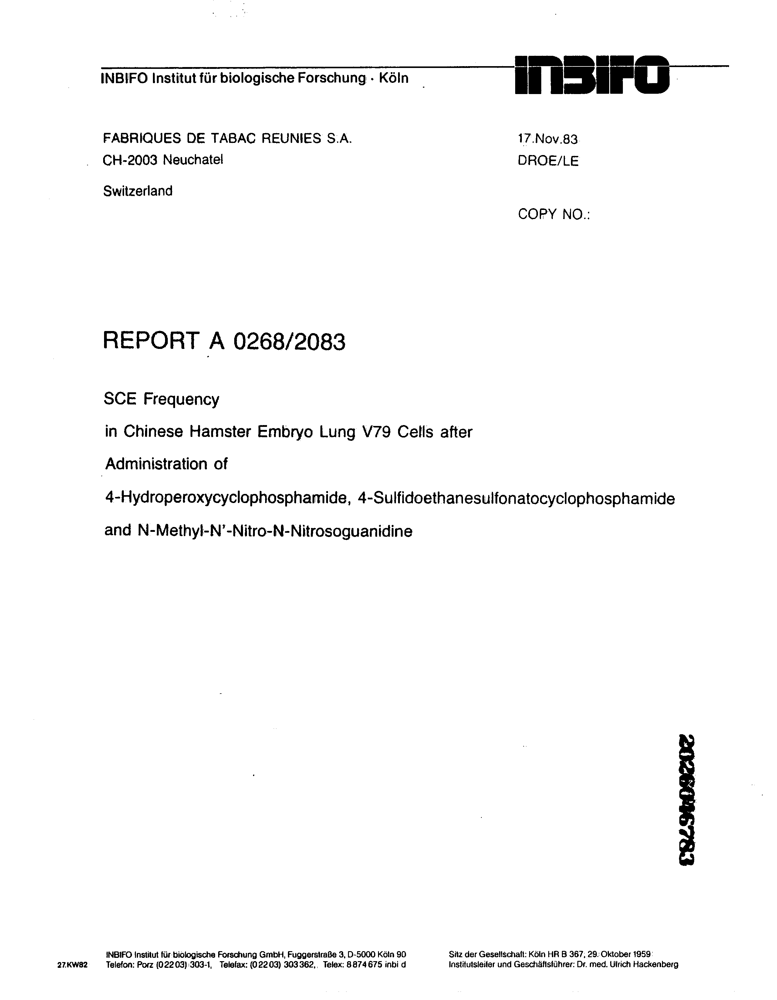 INBIFO Institut für biologische Forschung · Köln
INBIFO
FABRIQUES DE TABAC REUNIES S.A.
CH-2003 Neuchatel
Switzerland
17.Nov.83
DROE/LE
COPY NO.:
REPORT A 0268/2083
SCE Frequency
in Chinese Hamster Embryo Lung V79 Cells after
Administration of
4-Hydroperoxycyclophosphamide, 4-Sulfidoethanesulfonatocyclophosphamide
and N-Methyl-N'-Nitro-N-Nitrosoguanidine
2026046783
27.KW82
INBIFO Institut für biologische Forschung GmbH, Fuggerstraße 3, D-5000 Köln 90
Telefon: Porz (02203) 303-1, Telefax: (02203) 303362, Telex: 8874675 inbi d
Sitz der Gesellschaft: Köln HR B 367, 29. Oktober 1959
Institutsleiter und Geschäftsführer: Dr. med. Ulrich Hackenberg